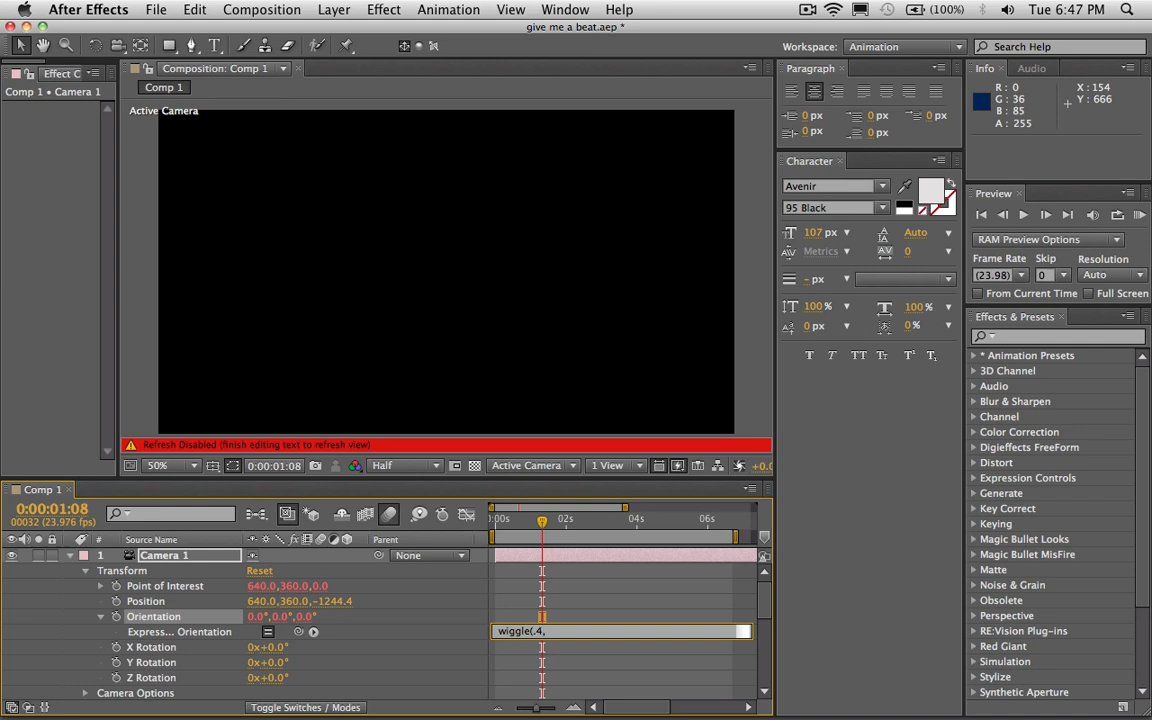 After Effects File Edit Composition Layer Effect Animation View Window Help (100%) Tue 6:47 PM
give me a beat.aep *
Workspace: Animation Search Help
Effect C
Comp 1 • Camera 1
Composition: Comp 1
Comp 1
Active Camera
Refresh Disabled (finish editing text to refresh view)
50% 0:00:01:08 Half Active Camera 1 View +0.0
Paragraph
0 px 0 px 0 px
0 px 0 px
Character
Avenir
95 Black
107 px Auto
Metrics 0
- px
100 % 100 %
0 px 0 %
T T TT Tr T¹ T₁
Info Audio
R : 0 X : 154
G : 36 Y : 666
B : 85
A : 255
Preview
RAM Preview Options
Frame Rate Skip Resolution
(23.98) 0 Auto
From Current Time Full Screen
Effects & Presets
* Animation Presets
3D Channel
Audio
Blur & Sharpen
Channel
Color Correction
Digieffects FreeForm
Distort
Expression Controls
Generate
Key Correct
Keying
Magic Bullet Looks
Magic Bullet MisFire
Matte
Noise & Grain
Obsolete
Perspective
RE:Vision Plug-ins
Red Giant
Simulation
Stylize
Synthetic Aperture
Comp 1
0:00:01:08
00032 (23.976 fps)
:00s 02s 04s 06s
# Source Name Parent
1 Camera 1 None
Transform Reset
Point of Interest 640.0,360.0,0.0
Position 640.0,360.0,-1244.4
Orientation 0.0°,0.0°,0.0°
Express... Orientation wiggle(.4,
X Rotation 0x+0.0°
Y Rotation 0x+0.0°
Z Rotation 0x+0.0°
Camera Options
Toggle Switches / Modes